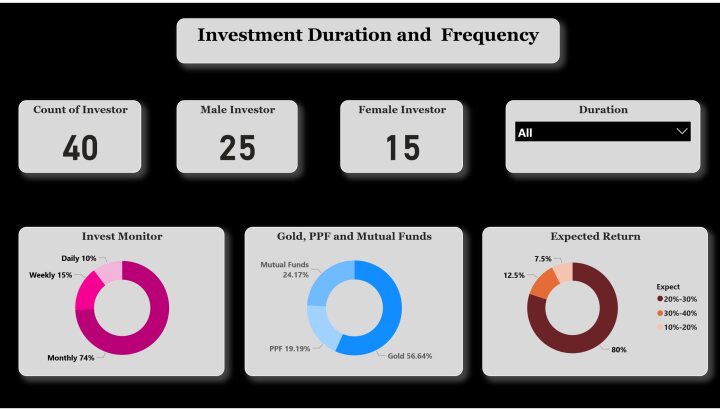 Investment Duration and Frequency
Count of Investor
40
Male Investor
25
Female Investor
15
Duration
All
Invest Monitor
Daily 10%
Weekly 15%
Monthly 74%
Gold, PPF and Mutual Funds
Mutual Funds
24.17%
PPF 19.19%
Gold 56.64%
Expected Return
7.5%
12.5%
80%
Expect
20%-30%
30%-40%
10%-20%